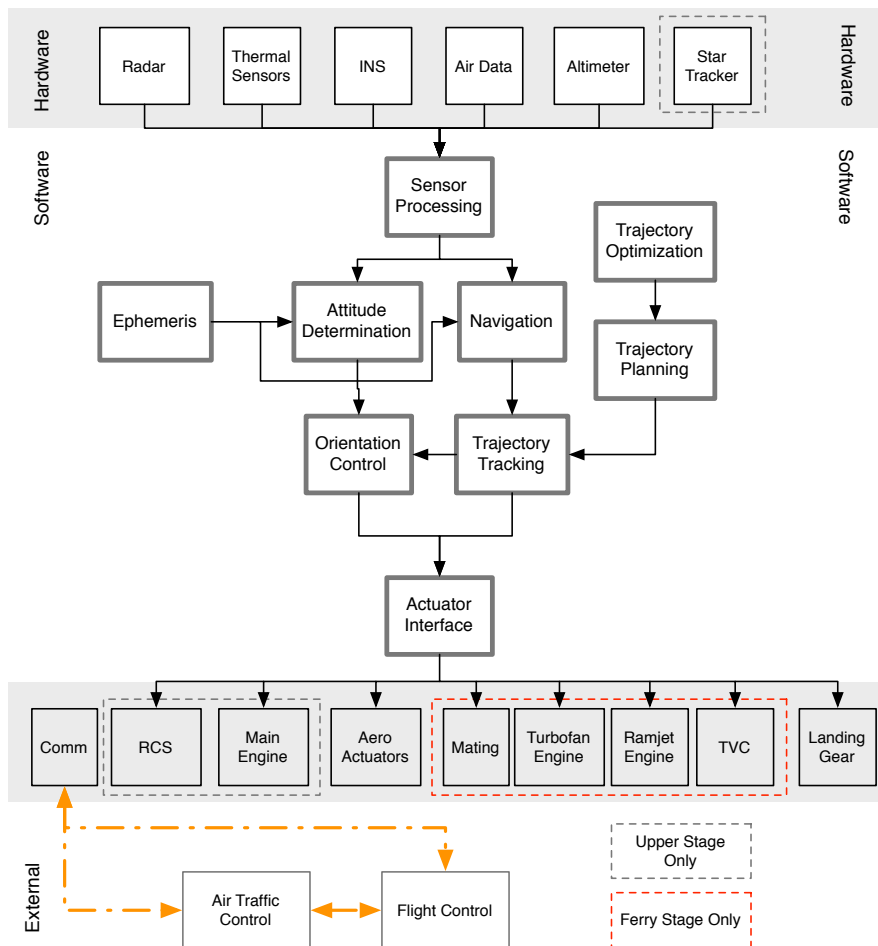 Hardware
Radar
Thermal
Sensors
INS
Air Data
Altimeter
Star
Tracker
Hardware
Software
Software
Sensor
Processing
Trajectory
Optimization
Ephemeris
Attitude
Determination
Navigation
Trajectory
Planning
Orientation
Control
Trajectory
Tracking
Actuator
Interface
Comm
RCS
Main
Engine
Aero
Actuators
Mating
Turbofan
Engine
Ramjet
Engine
TVC
Landing
Gear
External
Air Traffic
Control
Flight Control
Upper Stage
Only
Ferry Stage Only